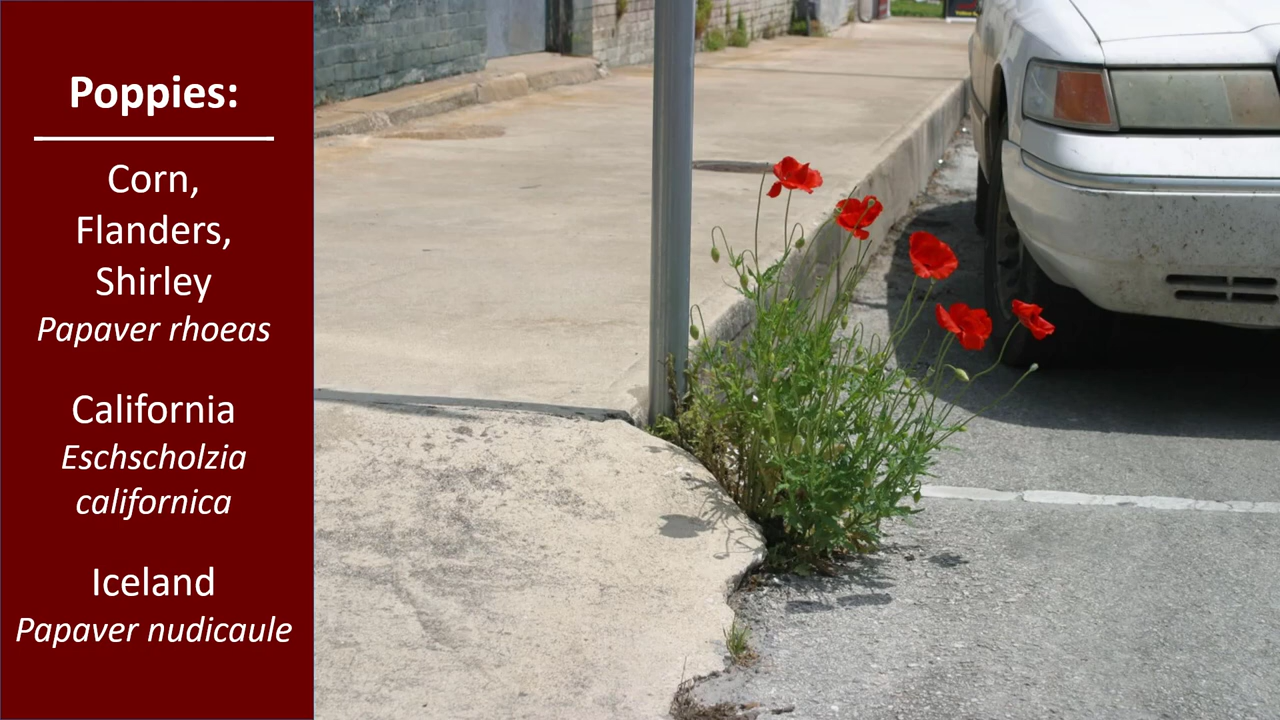 Poppies:
Corn,
Flanders,
Shirley
Papaver rhoeas
California
Eschscholzia
californica
Iceland
Papaver nudicaule